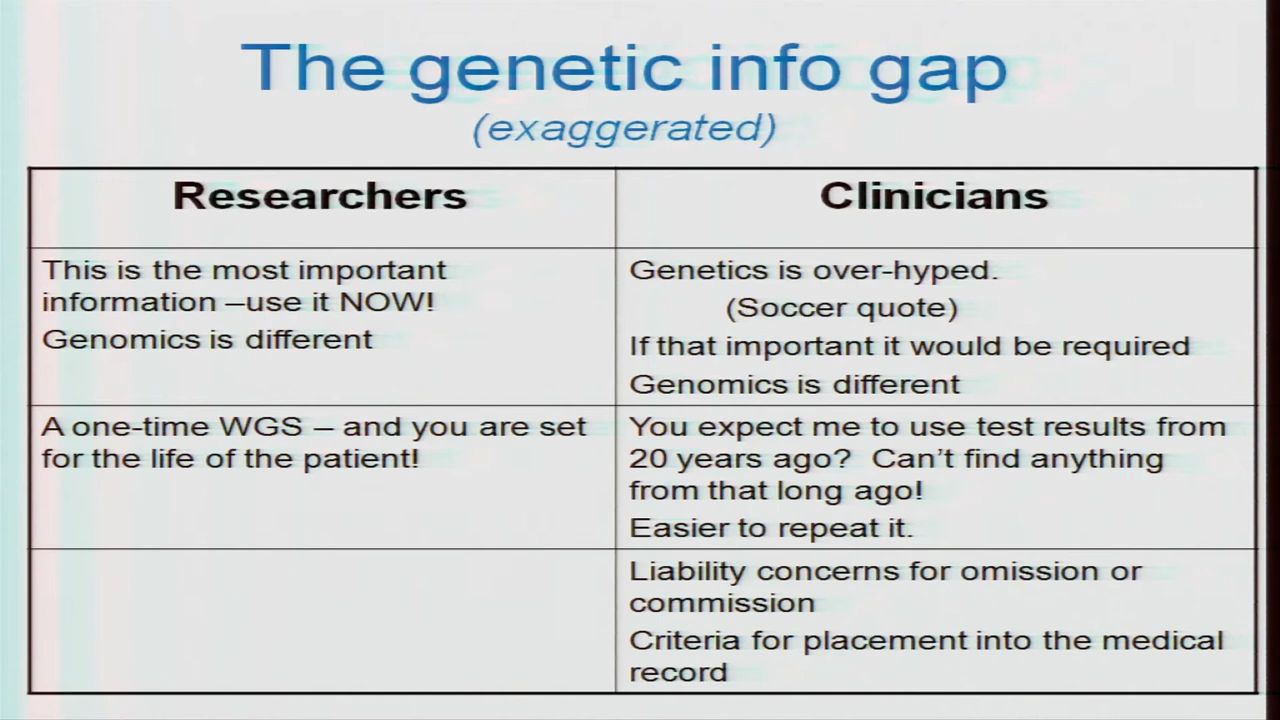 The genetic info gap
(exaggerated)
Researchers
Clinicians
This is the most important
information –use it NOW!
Genomics is different
Genetics is over-hyped.
(Soccer quote)
If that important it would be required
Genomics is different
A one-time WGS – and you are set
for the life of the patient!
You expect me to use test results from
20 years ago? Can't find anything
from that long ago!
Easier to repeat it.
Liability concerns for omission or
commission
Criteria for placement into the medical
record